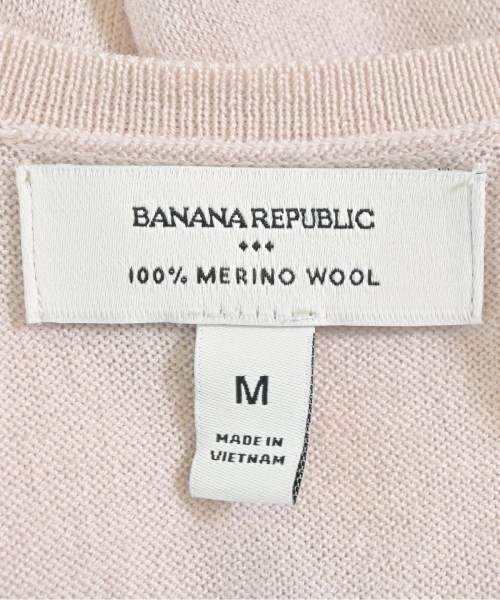 BANANA REPUBLIC
100% MERINO WOOL
M
MADE IN
VIETNAM